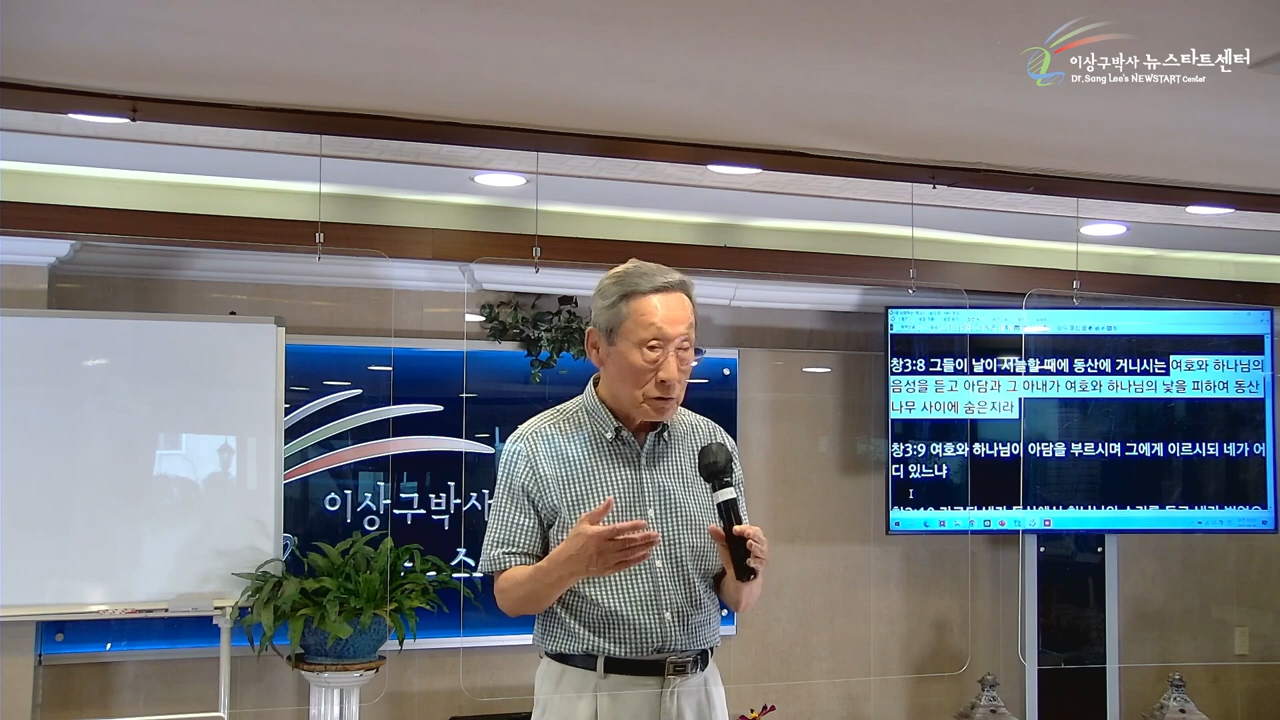 이상구박사 뉴스타트센터
Dr. Sang Lee's NEWSTART Center
이상구박사
창3:8 그들이 날이 서늘할 때에 동산에 거니시는 여호와 하나님의
음성을 듣고 아담과 그 아내가 여호와 하나님의 낯을 피하여 동산
나무 사이에 숨은지라
창3:9 여호와 하나님이 아담을 부르시며 그에게 이르시되 네가 어
디 있느냐